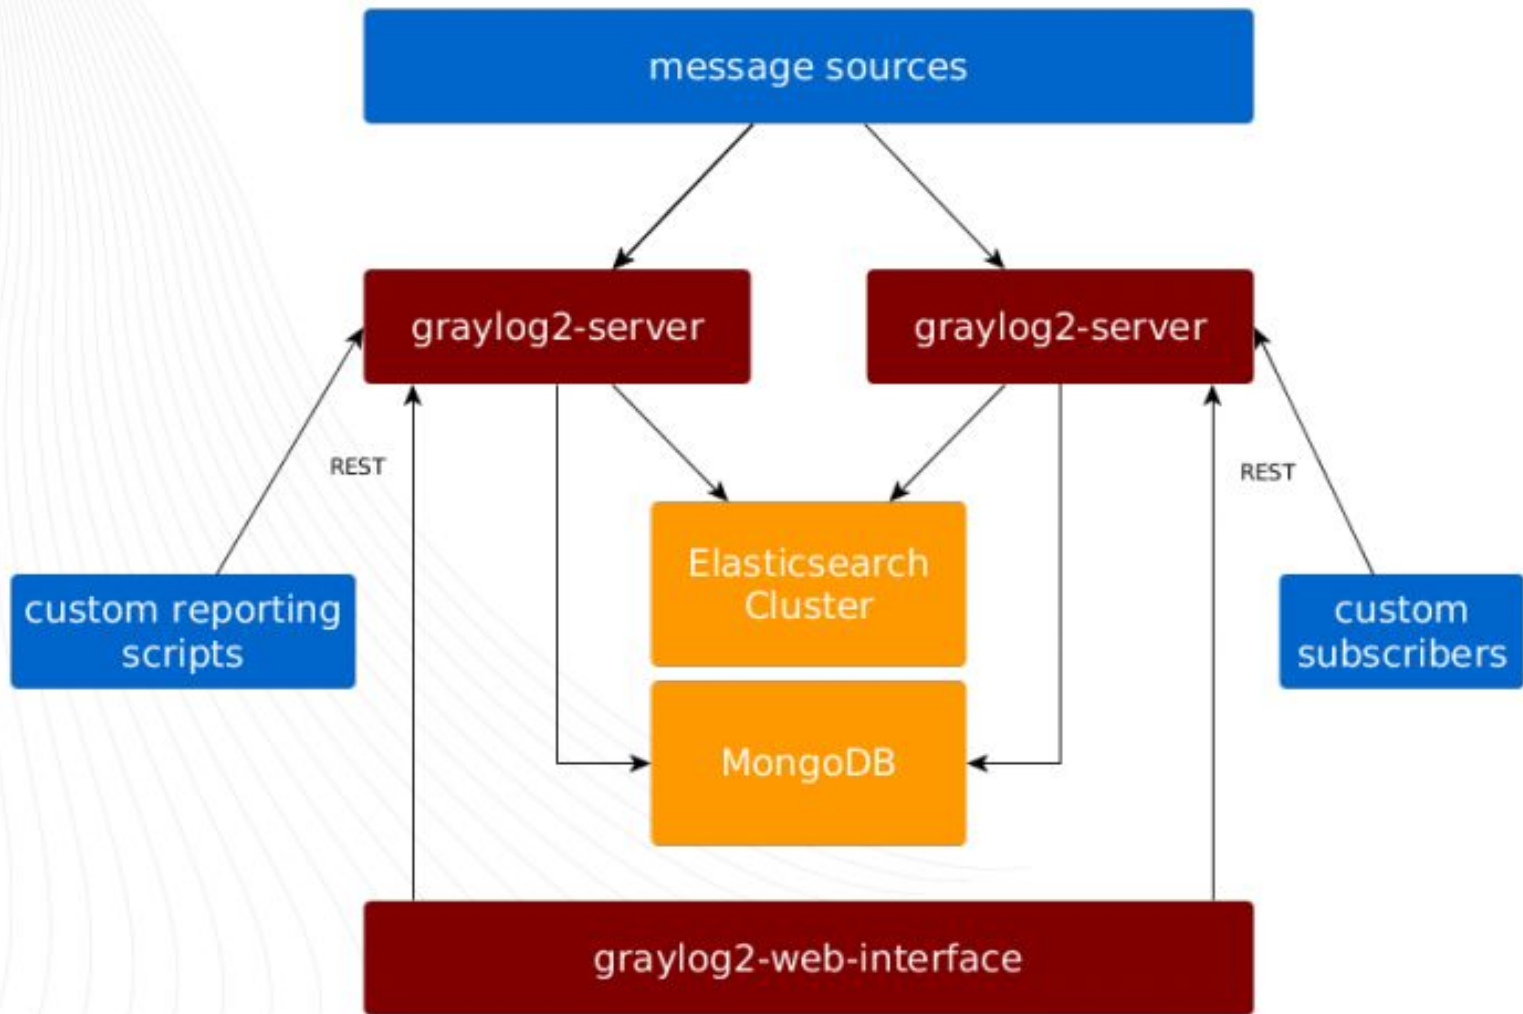 message sources
graylog2-server
graylog2-server
REST
REST
Elasticsearch
Cluster
custom reporting
scripts
custom
subscribers
MongoDB
graylog2-web-interface